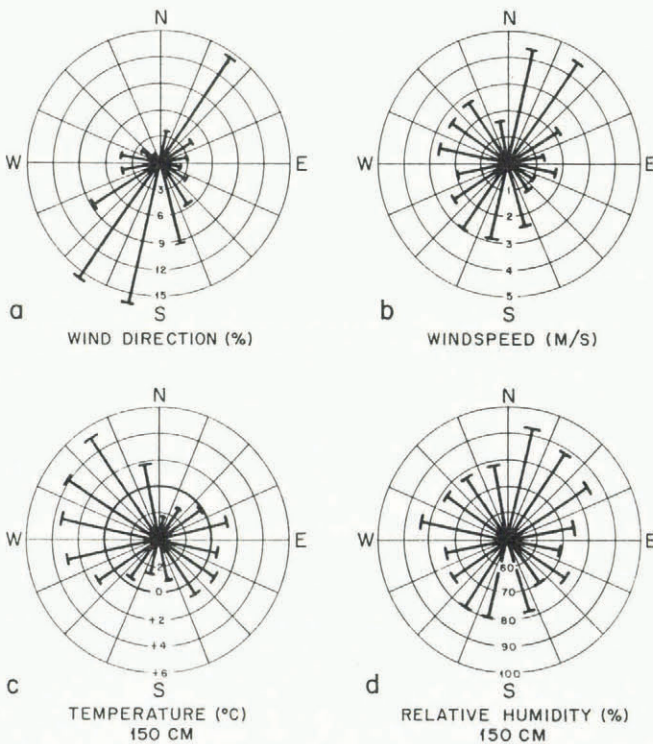 N
W
E
3
6
9
12
15
S
a
WIND DIRECTION (%)
N
W
E
1
2
3
4
5
S
b
WINDSPEED (M/S)
N
W
E
0
+2
+4
+6
S
c
TEMPERATURE (°C)
150 CM
N
W
E
60
70
80
90
100
S
d
RELATIVE HUMIDITY (%)
150 CM